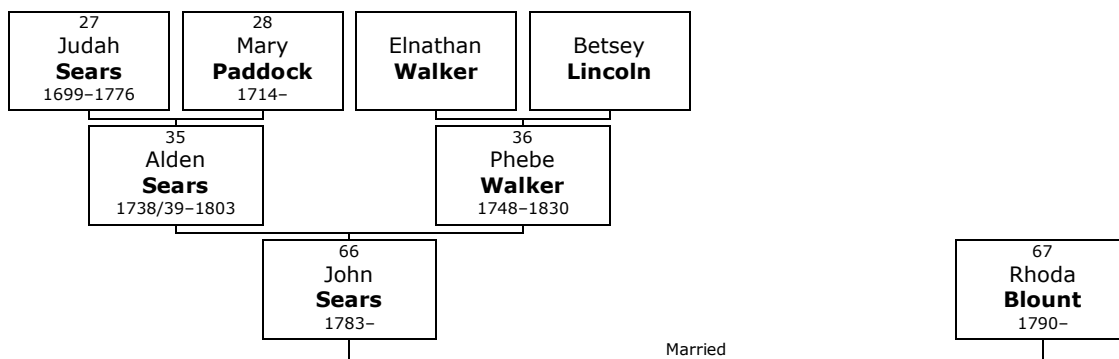 27
Judah
Sears
1699–1776
28
Mary
Paddock
1714–
Elnathan
Walker
Betsey
Lincoln
35
Alden
Sears
1738/39–1803
36
Phebe
Walker
1748–1830
66
John
Sears
1783–
67
Rhoda
Blount
1790–
Married